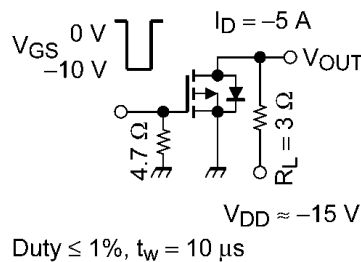 I_D = −5 A
V_GS
0 V
−10 V
V_OUT
4.7 Ω
R_L = 3 Ω
V_DD ≈ −15 V
Duty ≤ 1%, t_w = 10 μs